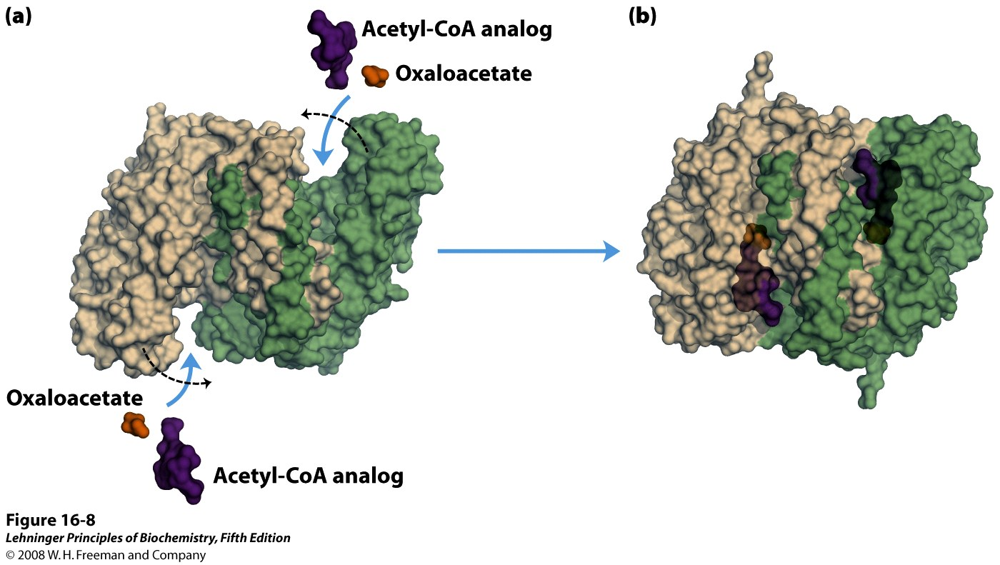 (a)
Acetyl-CoA analog
Oxaloacetate
(b)
Oxaloacetate
Acetyl-CoA analog
Figure 16-8
Lehninger Principles of Biochemistry, Fifth Edition
© 2008 W. H. Freeman and Company